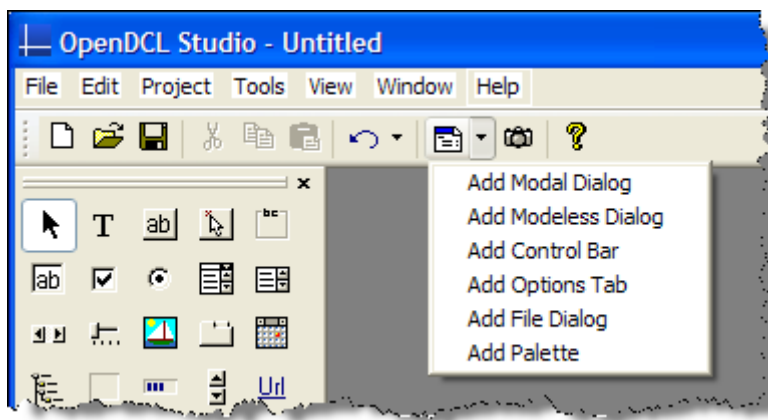 OpenDCL Studio - Untitled
File Edit Project Tools View Window Help
Add Modal Dialog
Add Modeless Dialog
Add Control Bar
Add Options Tab
Add File Dialog
Add Palette
T ab
ab
Url